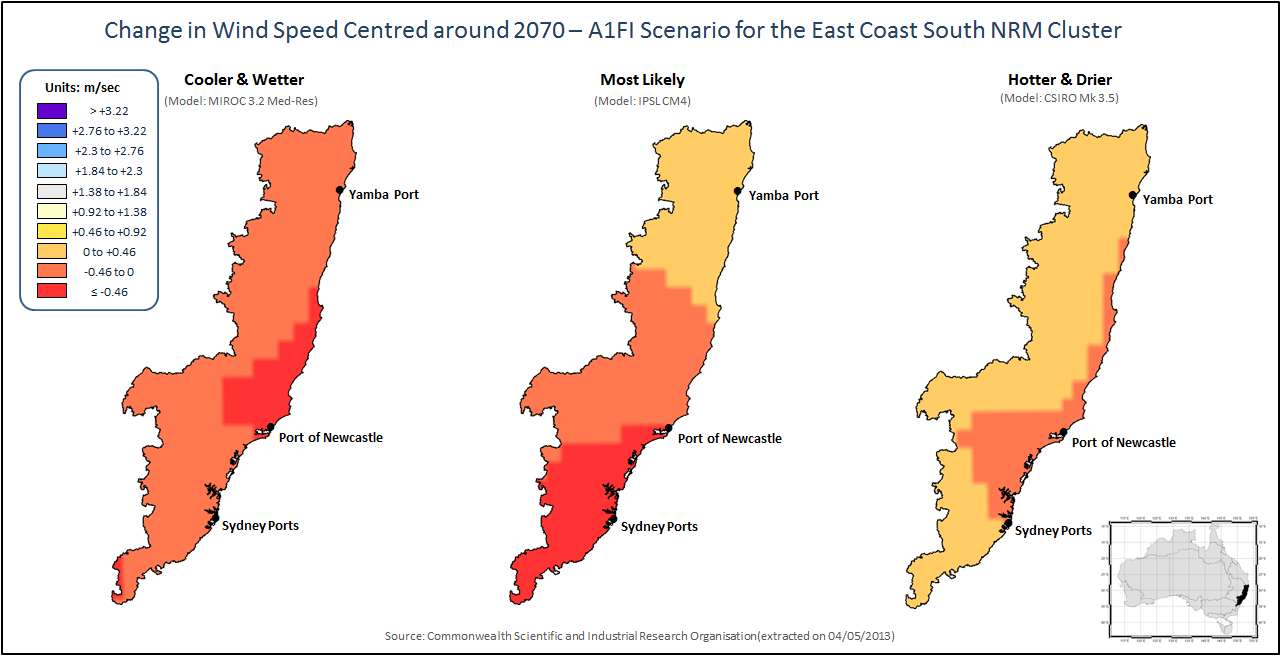 Change in Wind Speed Centred around 2070 – A1FI Scenario for the East Coast South NRM Cluster
Units: m/sec
> +3.22
+2.76 to +3.22
+2.3 to +2.76
+1.84 to +2.3
+1.38 to +1.84
+0.92 to +1.38
+0.46 to +0.92
0 to +0.46
-0.46 to 0
≤ -0.46
Cooler & Wetter
(Model: MIROC 3.2 Med-Res)
Yamba Port
Port of Newcastle
Sydney Ports
Most Likely
(Model: IPSL CM4)
Yamba Port
Port of Newcastle
Sydney Ports
Hotter & Drier
(Model: CSIRO Mk 3.5)
Yamba Port
Port of Newcastle
Sydney Ports
Source: Commonwealth Scientific and Industrial Research Organisation(extracted on 04/05/2013)